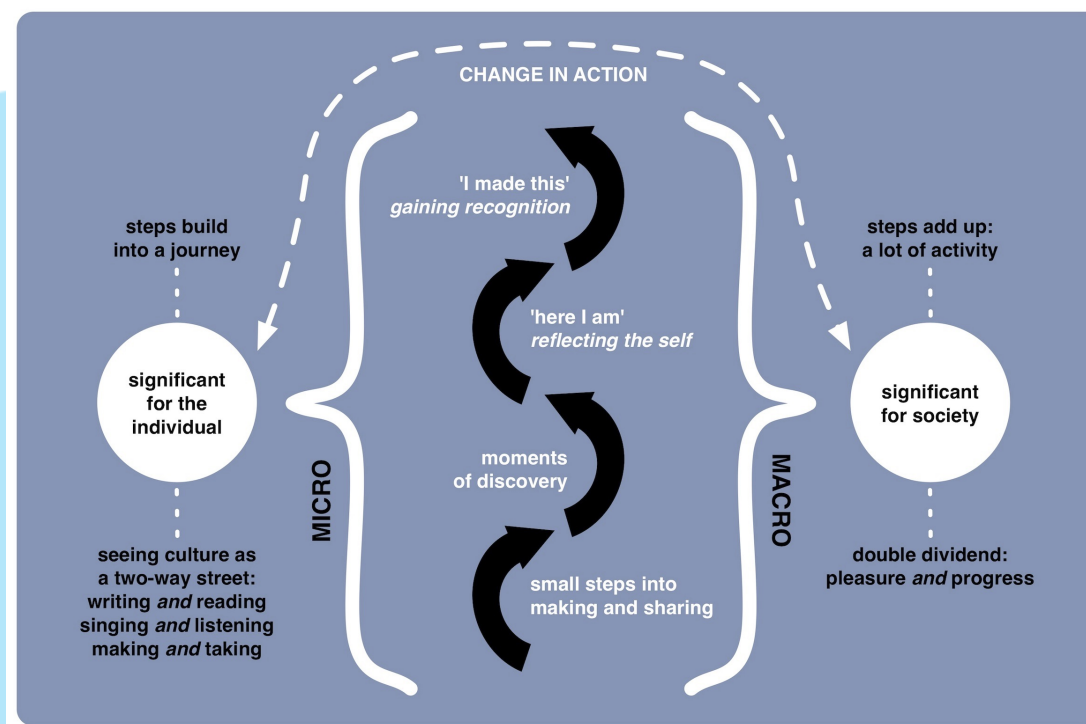 CHANGE IN ACTION
'I made this'
gaining recognition
steps build
into a journey
steps add up:
a lot of activity
'here I am'
reflecting the self
significant
for the
individual
significant
for society
moments
of discovery
MICRO
MACRO
small steps into
making and sharing
seeing culture as
a two-way street:
writing and reading
singing and listening
making and taking
double dividend:
pleasure and progress